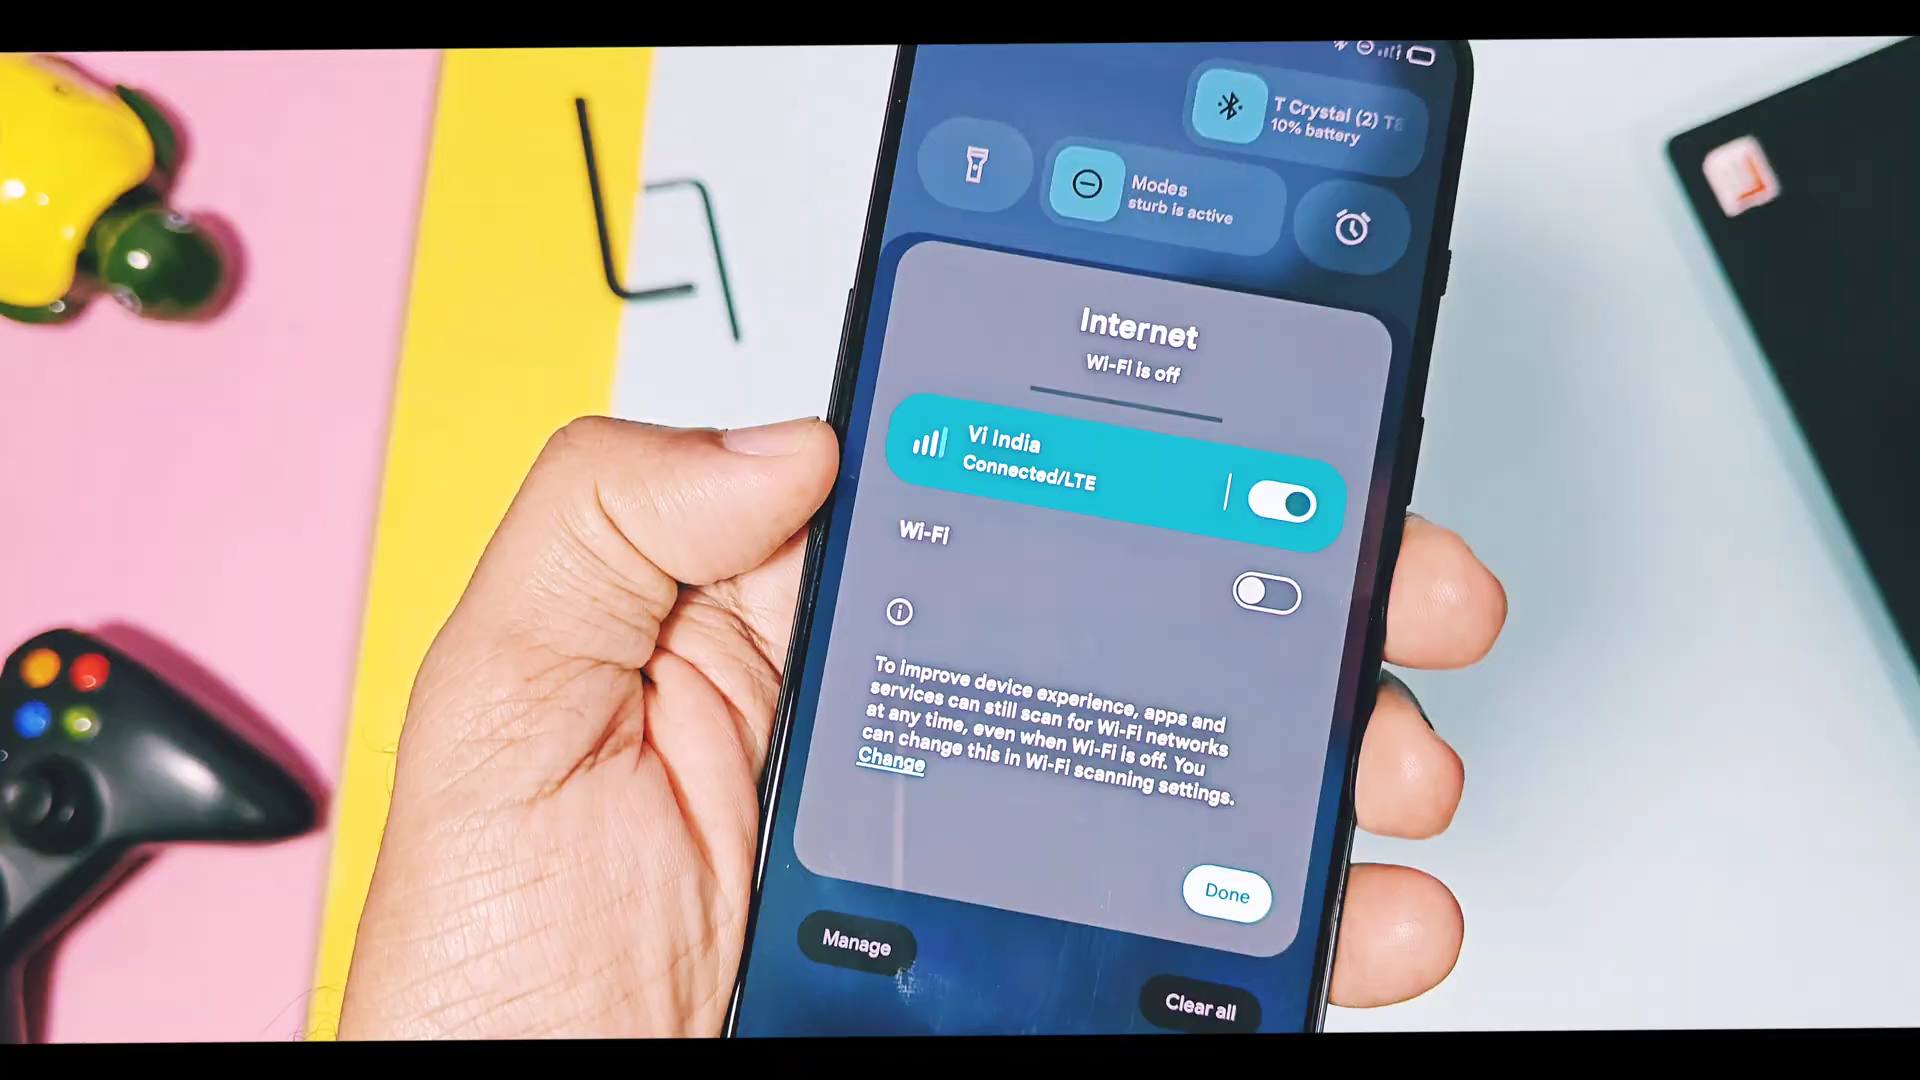 T Crystal (2)
10% battery
Modes
sturb is active
Internet
Wi-Fi is off
Vi India
Connected/LTE
Wi-Fi
To improve device experience, apps and
services can still scan for Wi-Fi networks
at any time, even when Wi-Fi is off. You
can change this in Wi-Fi scanning settings.
Change
Done
Manage
Clear all